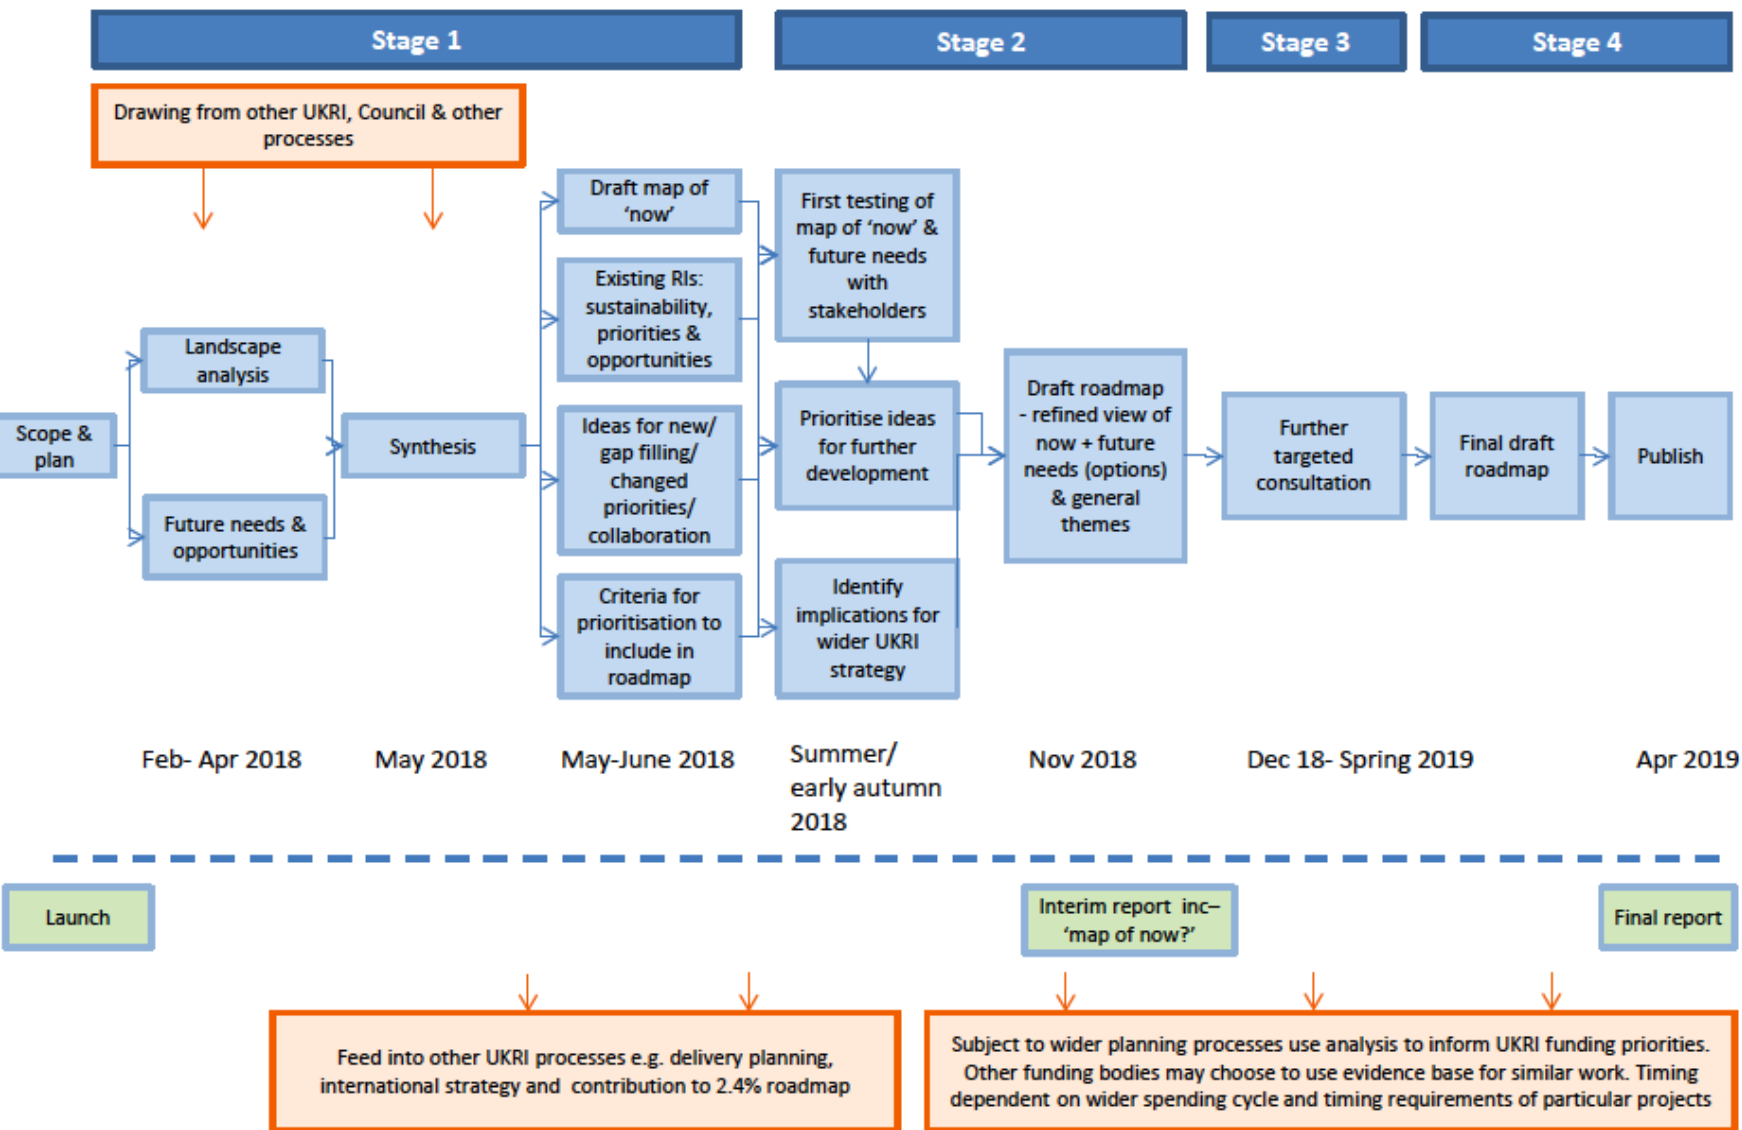 Stage 1
Stage 2
Stage 3
Stage 4
Drawing from other UKRI, Council & other
processes
Scope &
plan
Landscape
analysis
Future needs &
opportunities
Synthesis
Draft map of
‘now’
Existing RIs:
sustainability,
priorities &
opportunities
Ideas for new/
gap filling/
changed
priorities/
collaboration
Criteria for
prioritisation to
include in
roadmap
First testing of
map of ‘now’ &
future needs
with
stakeholders
Prioritise ideas
for further
development
Identify
implications for
wider UKRI
strategy
Draft roadmap
- refined view of
now + future
needs (options)
& general
themes
Further
targeted
consultation
Final draft
roadmap
Publish
Feb- Apr 2018
May 2018
May-June 2018
Summer/
early autumn
2018
Nov 2018
Dec 18- Spring 2019
Apr 2019
Launch
Interim report inc–
‘map of now?’
Final report
Feed into other UKRI processes e.g. delivery planning,
international strategy and contribution to 2.4% roadmap
Subject to wider planning processes use analysis to inform UKRI funding priorities.
Other funding bodies may choose to use evidence base for similar work. Timing
dependent on wider spending cycle and timing requirements of particular projects